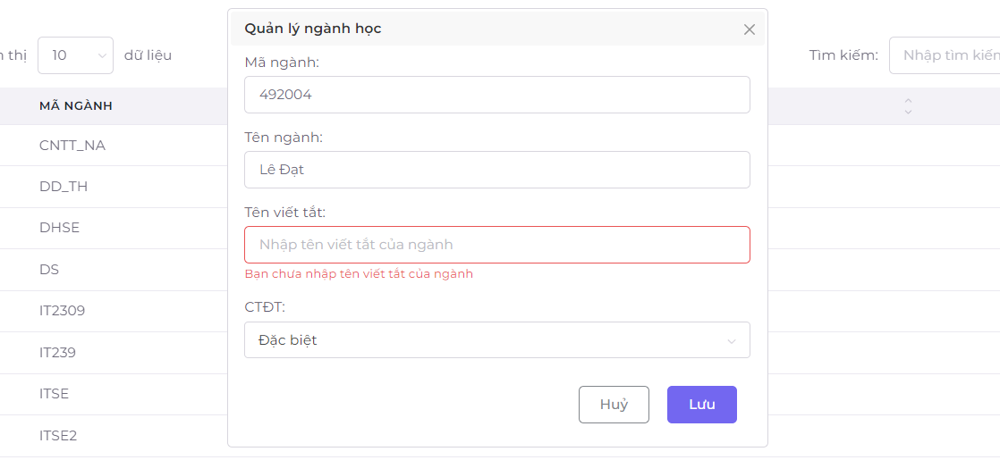 Quản lý ngành học
n thị 10 dữ liệu
Tìm kiếm: Nhập tìm kiếm
MÃ NGÀNH
CNTT_NA
DD_TH
DHSE
DS
IT2309
IT239
ITSE
ITSE2
Mã ngành:
492004
Tên ngành:
Lê Đạt
Tên viết tắt:
Nhập tên viết tắt của ngành
Bạn chưa nhập tên viết tắt của ngành
CTĐT:
Đặc biệt
Huỷ
Lưu